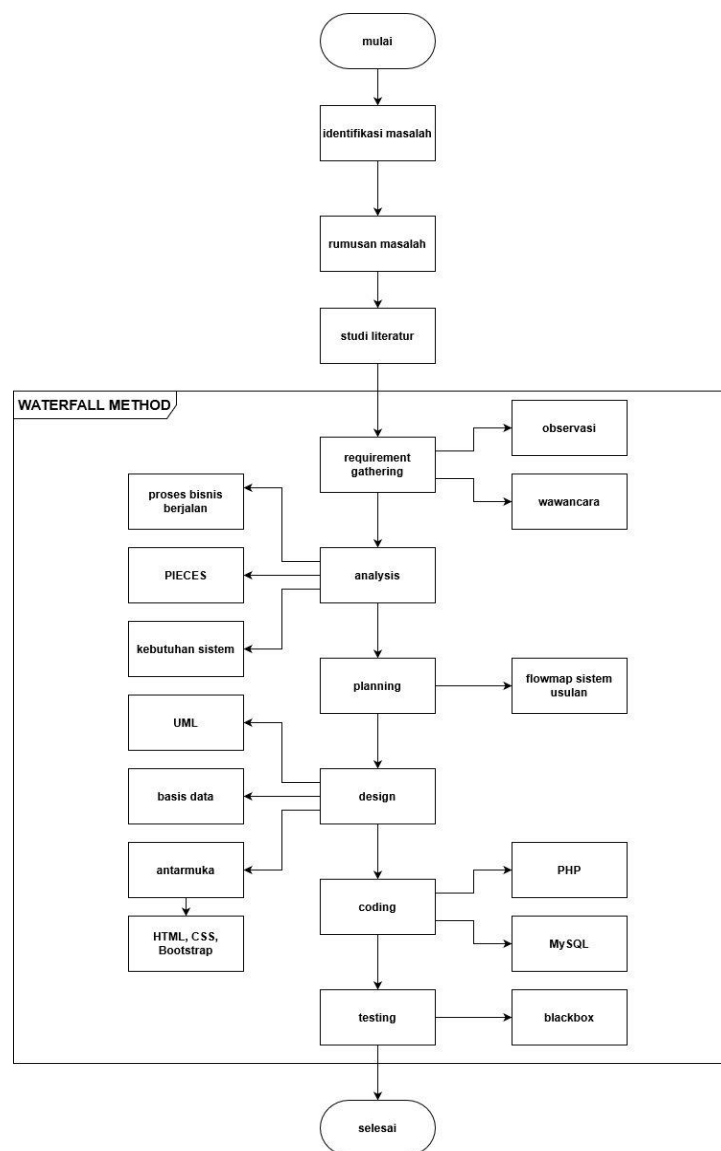 mulai
identifikasi masalah
rumusan masalah
studi literatur
WATERFALL METHOD
requirement
gathering
observasi
wawancara
proses bisnis
berjalan
PIECES
kebutuhan sistem
analysis
planning
flowmap sistem
usulan
UML
basis data
antarmuka
HTML, CSS,
Bootstrap
design
coding
PHP
MySQL
testing
blackbox
selesai